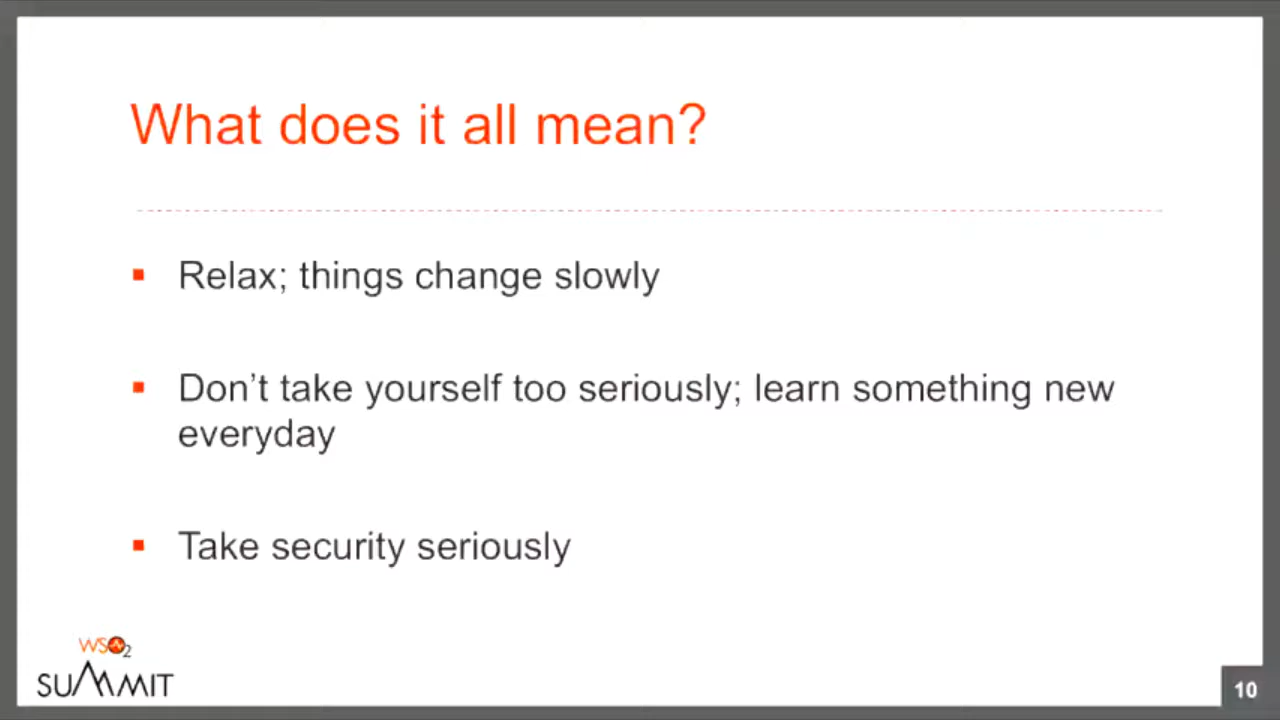 What does it all mean?
Relax; things change slowly
Don’t take yourself too seriously; learn something new
everyday
Take security seriously
WSO2
SUMMIT
10